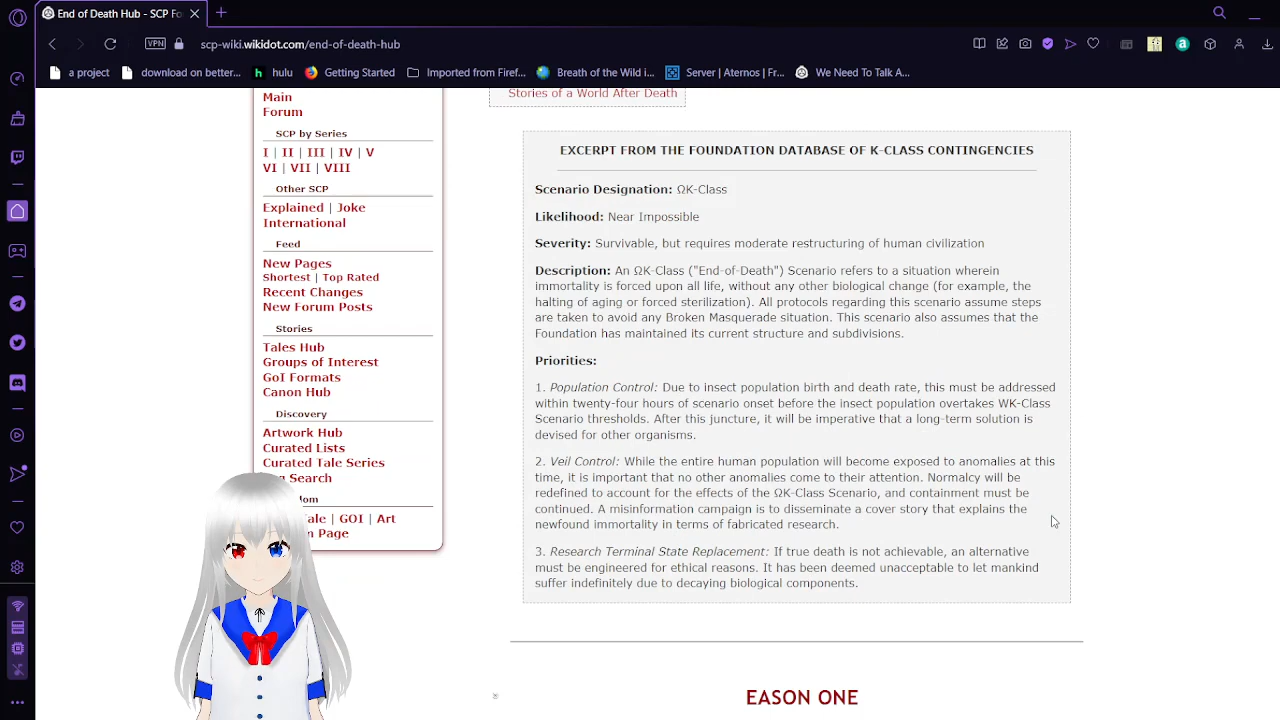 End of Death Hub - SCP Fo
VPN
scp-wiki.wikidot.com/end-of-death-hub
a project
download on better...
hulu
Getting Started
Imported from Firef...
Breath of the Wild i...
Server | Aternos | Fr...
We Need To Talk A...
Main
Forum
SCP by Series
I | II | III | IV | V
VI | VII | VIII
Other SCP
Explained | Joke
International
Feed
New Pages
Shortest | Top Rated
Recent Changes
New Forum Posts
Stories
Tales Hub
Groups of Interest
GoI Formats
Canon Hub
Discovery
Artwork Hub
Curated Lists
Curated Tale Series
Search
dom
ale | GOI | Art
Page
Stories of a World After Death
EXCERPT FROM THE FOUNDATION DATABASE OF K-CLASS CONTINGENCIES
Scenario Designation: ΩK-Class
Likelihood: Near Impossible
Severity: Survivable, but requires moderate restructuring of human civilization
Description: An ΩK-Class ("End-of-Death") Scenario refers to a situation wherein
immortality is forced upon all life, without any other biological change (for example, the
halting of aging or forced sterilization). All protocols regarding this scenario assume steps
are taken to avoid any Broken Masquerade situation. This scenario also assumes that the
Foundation has maintained its current structure and subdivisions.
Priorities:
1. Population Control: Due to insect population birth and death rate, this must be addressed
within twenty-four hours of scenario onset before the insect population overtakes WK-Class
Scenario thresholds. After this juncture, it will be imperative that a long-term solution is
devised for other organisms.
2. Veil Control: While the entire human population will become exposed to anomalies at this
time, it is important that no other anomalies come to their attention. Normalcy will be
redefined to account for the effects of the ΩK-Class Scenario, and containment must be
continued. A misinformation campaign is to disseminate a cover story that explains the
newfound immortality in terms of fabricated research.
3. Research Terminal State Replacement: If true death is not achievable, an alternative
must be engineered for ethical reasons. It has been deemed unacceptable to let mankind
suffer indefinitely due to decaying biological components.
EASON ONE